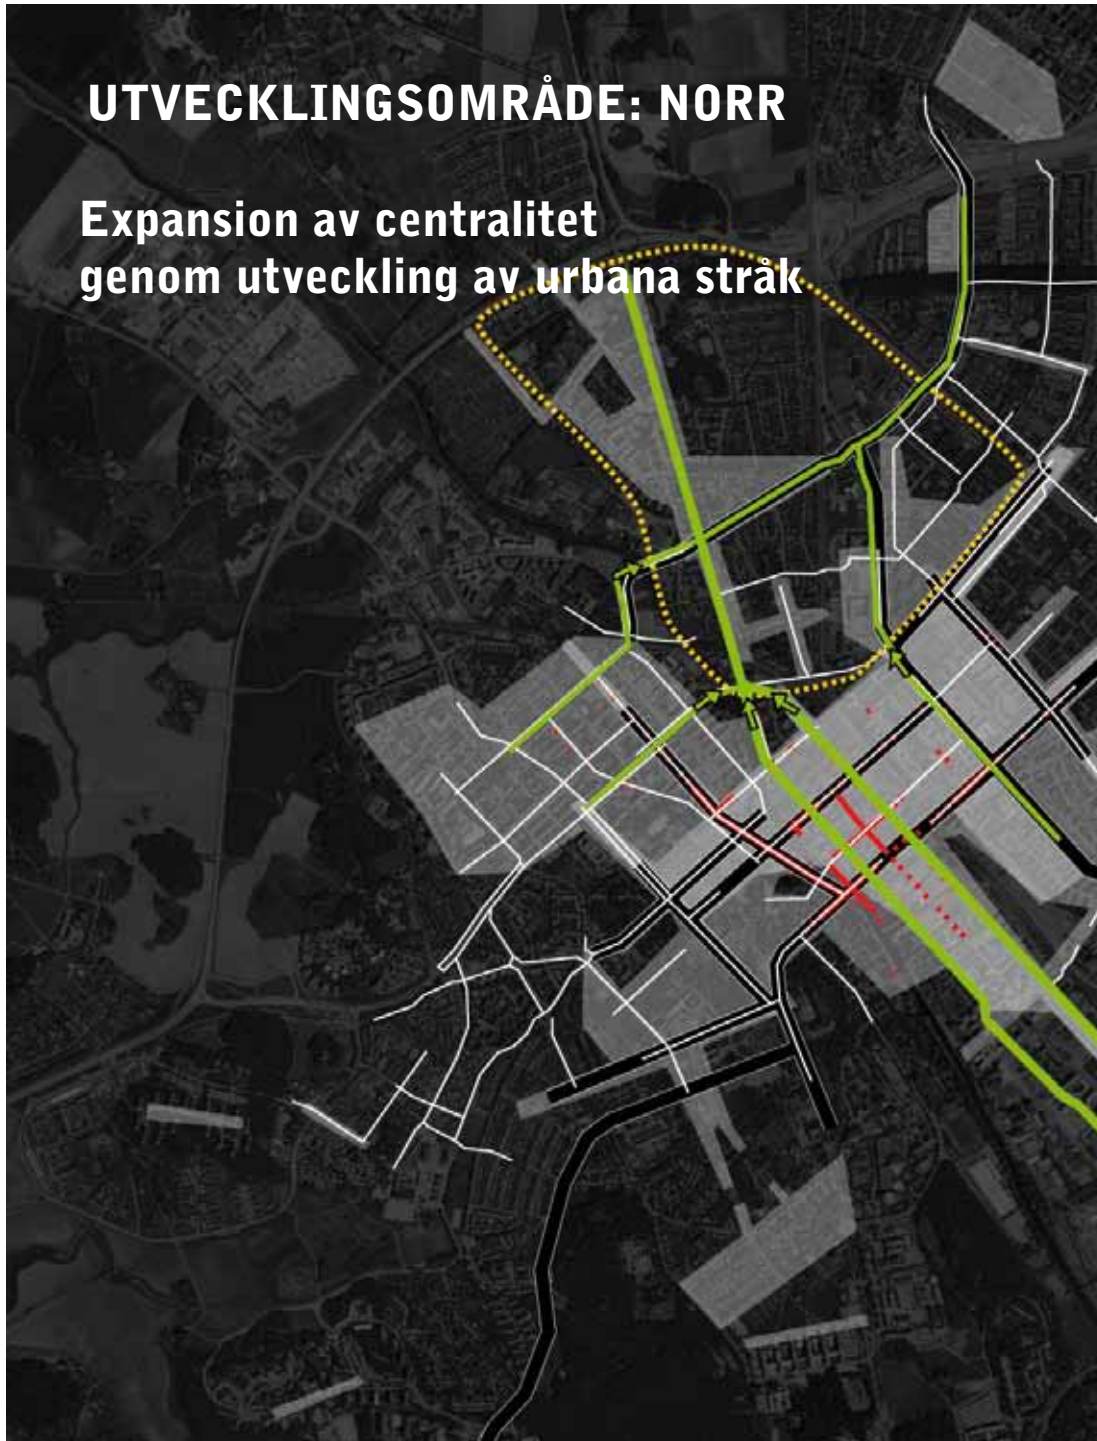 UTVECKLINGSOMRÅDE: NORR
Expansion av centralitet
genom utveckling av urbana stråk